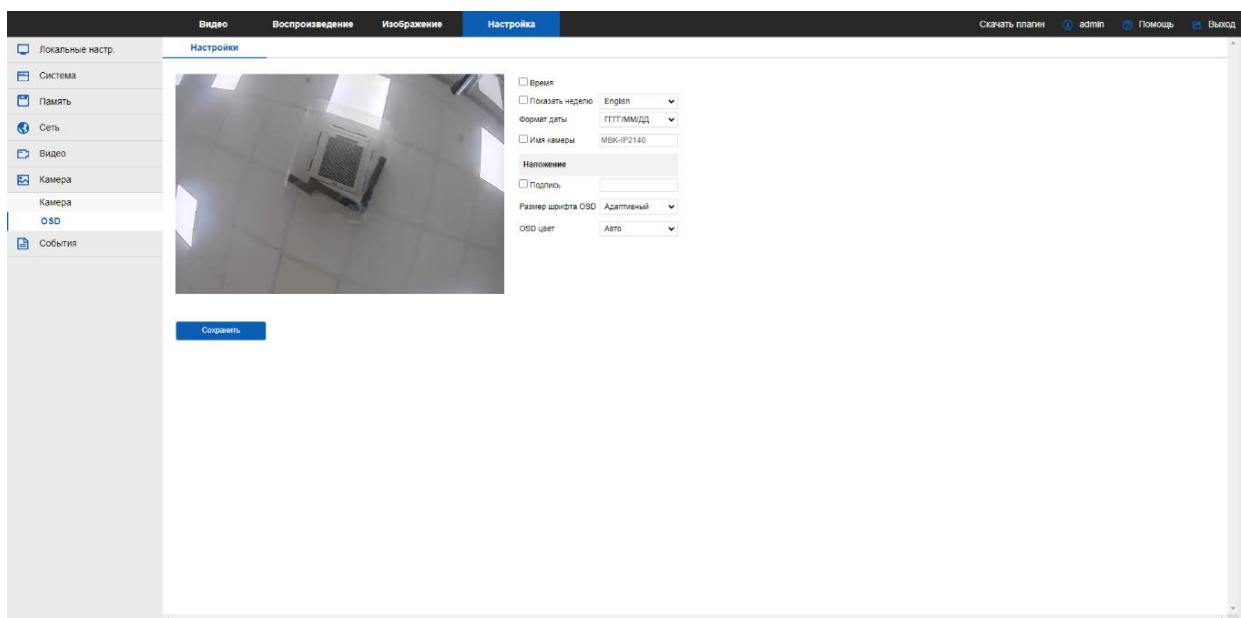 Видео Воспроизведение Изображение Настройка Скачать плагин admin Помощь Выход
Локальные настр.
Настройки
Система
Память
Сеть
Видео
Камера
Камера
OSD
События
Время
Показать неделю English
Формат даты ГГГГ/ММ/ДД
Имя камеры MBK-IP2140
Наложение
Подпись
Размер шрифта OSD Адаптивный
OSD цвет Авто
Сохранить